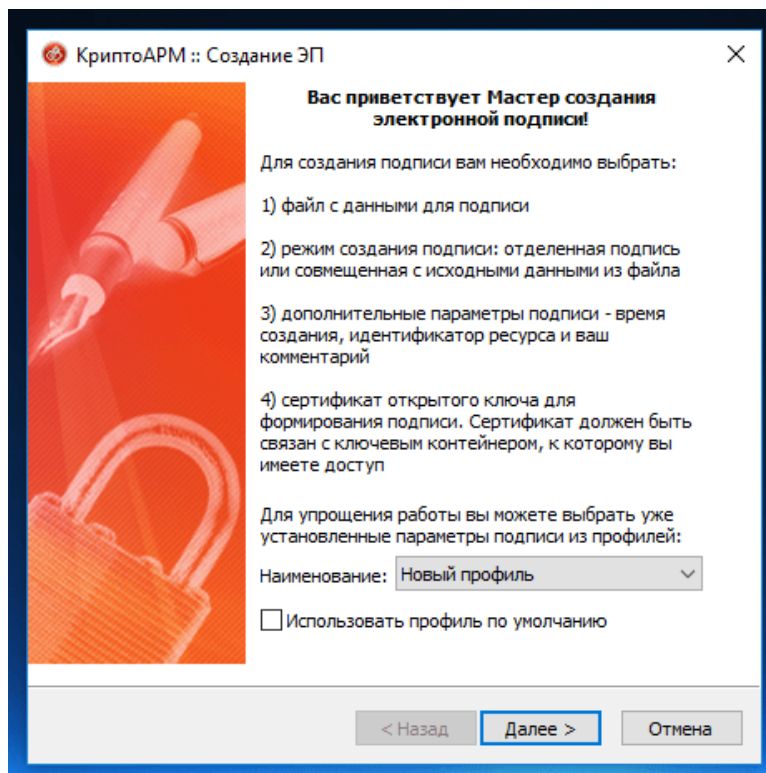 КриптоАРМ :: Создание ЭП
Вас приветствует Мастер создания
электронной подписи!
Для создания подписи вам необходимо выбрать:
1) файл с данными для подписи
2) режим создания подписи: отделенная подпись
или совмещенная с исходными данными из файла
3) дополнительные параметры подписи - время
создания, идентификатор ресурса и ваш
комментарий
4) сертификат открытого ключа для
формирования подписи. Сертификат должен быть
связан с ключевым контейнером, к которому вы
имеете доступ
Для упрощения работы вы можете выбрать уже
установленные параметры подписи из профилей:
Наименование: Новый профиль
Использовать профиль по умолчанию
< Назад Далее > Отмена